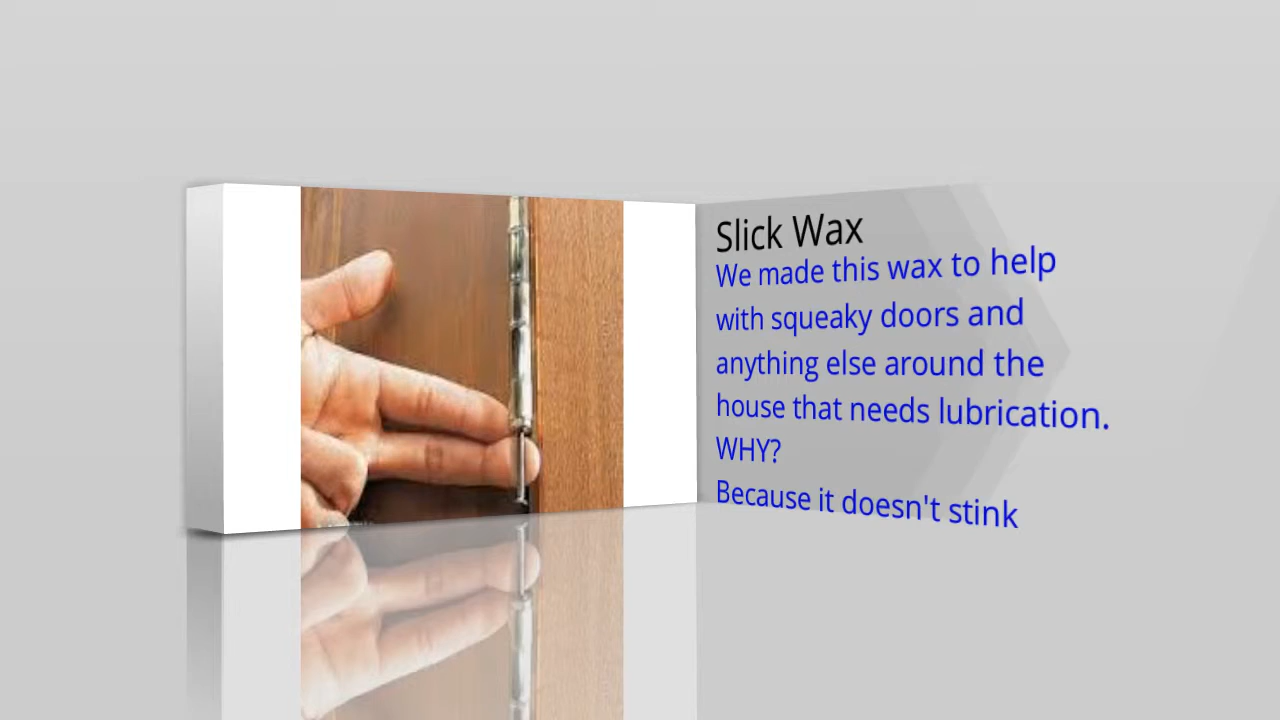 Slick Wax
We made this wax to help
with squeaky doors and
anything else around the
house that needs lubrication.
WHY?
Because it doesn't stink